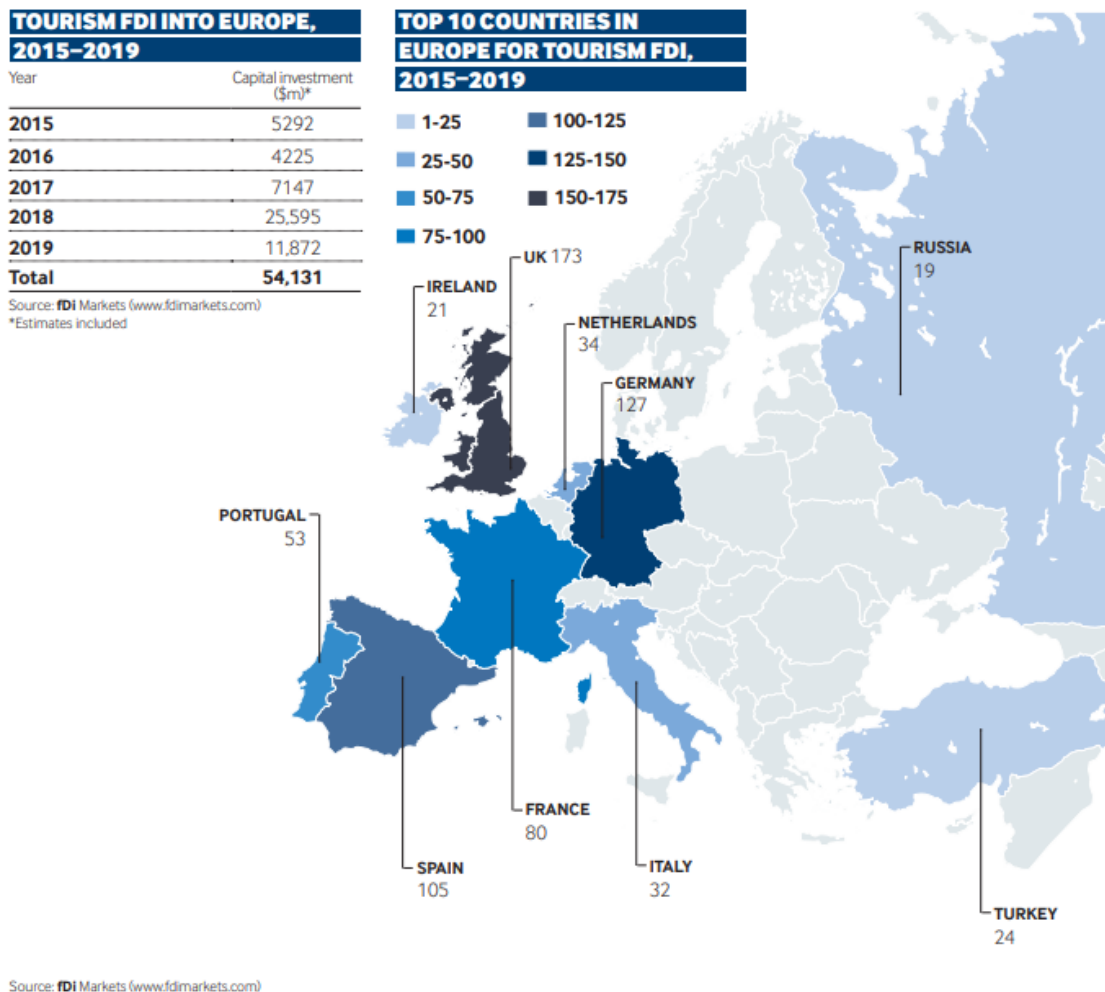 TOURISM FDI INTO EUROPE,
2015–2019
Year Capital investment
($m)*
2015 5292
2016 4225
2017 7147
2018 25,595
2019 11,872
Total 54,131
Source: fDi Markets (www.fdimarkets.com)
*Estimates included
TOP 10 COUNTRIES IN
EUROPE FOR TOURISM FDI,
2015–2019
1-25
25-50
50-75
75-100
100-125
125-150
150-175
UK 173
RUSSIA
19
IRELAND
21
NETHERLANDS
34
GERMANY
127
PORTUGAL
53
FRANCE
80
SPAIN
105
ITALY
32
TURKEY
24
Source: fDi Markets (www.fdimarkets.com)